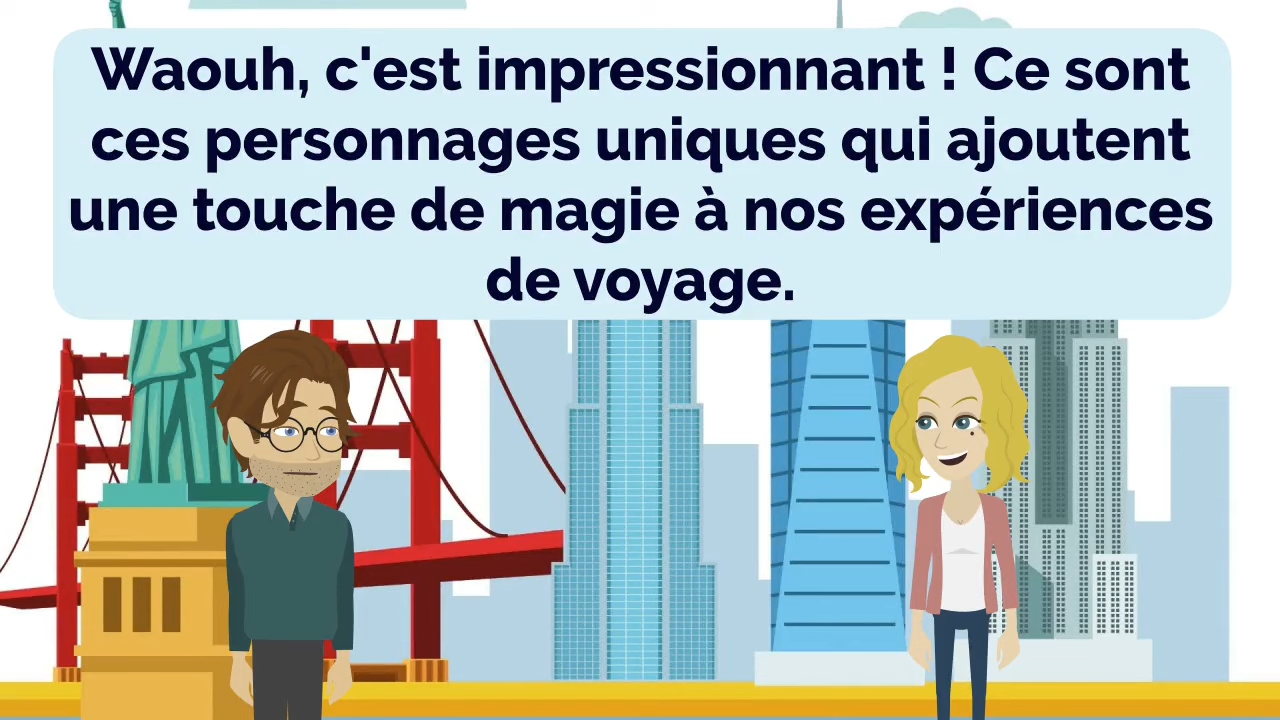 Waouh, c'est impressionnant ! Ce sont
ces personnages uniques qui ajoutent
une touche de magie à nos expériences
de voyage.